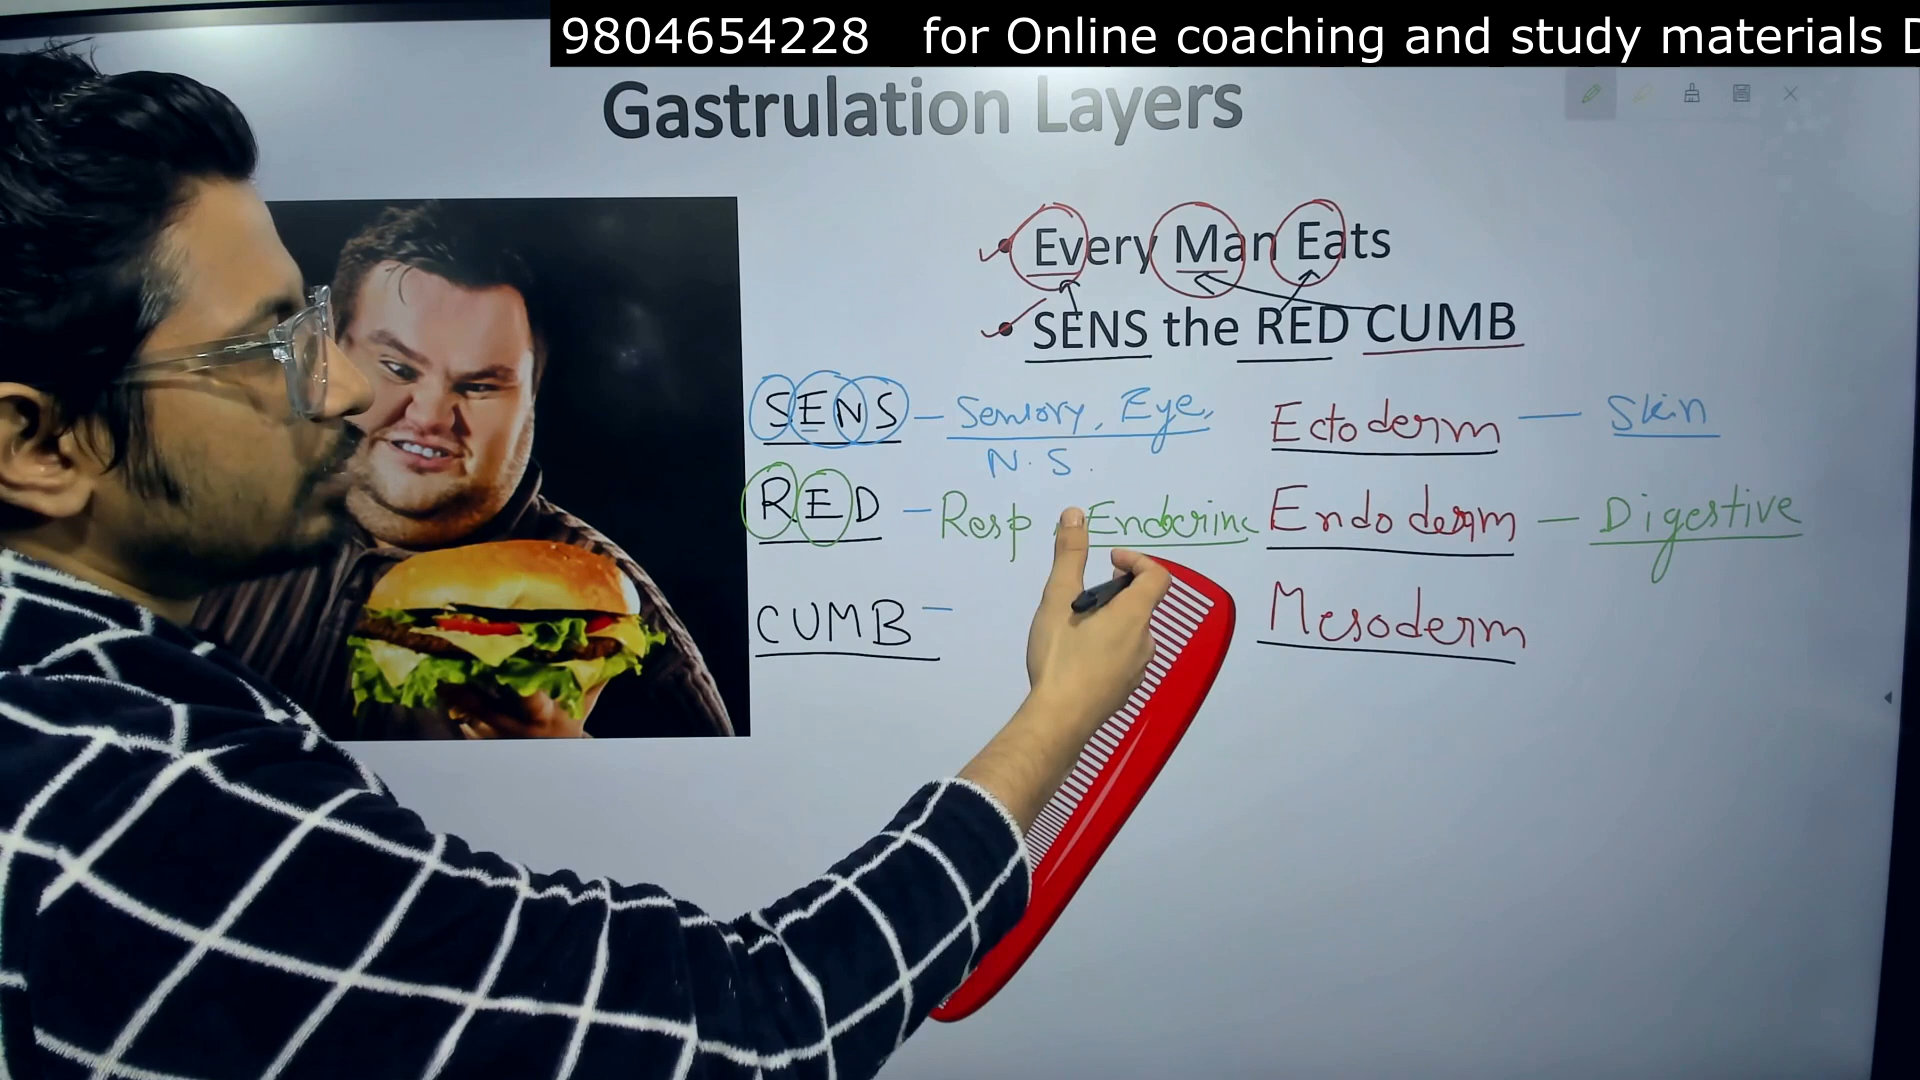 9804654228 for Online coaching and study materials D
Gastrulation Layers
• Every Man Eats
• SENS the RED CUMB
SENS - Sensory, Eye, Ectoderm - Skin
N.S.
RED - Resp Endocrine Endoderm - Digestive
CUMB - Mesoderm